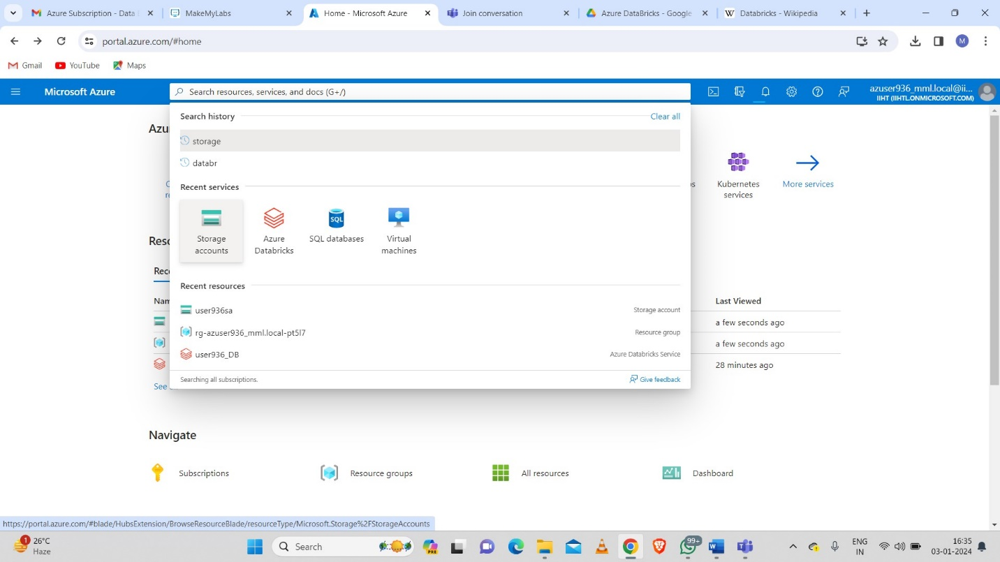 Azure Subscription - Data
MakeMyLabs
Home - Microsoft Azure
Join conversation
Azure DataBricks - Google
Databricks - Wikipedia
portal.azure.com/#home
M
Gmail
YouTube
Maps
Microsoft Azure
Search resources, services, and docs (G+/)
azuser936_mml.local@ii...
IIHT (IIHTL.ONMICROSOFT.COM)
Search history
Clear all
Azu
storage
databr
Recent services
Kubernetes
services
More services
Storage
accounts
Azure
Databricks
SQL
SQL databases
Virtual
machines
Reso
Rece
Recent resources
Nam
Last Viewed
user936sa
Storage account
a few seconds ago
rg-azuser936_mml.local-pt5l7
Resource group
a few seconds ago
user936_DB
Azure Databricks Service
28 minutes ago
See
Searching all subscriptions.
Give feedback
Navigate
Subscriptions
Resource groups
All resources
Dashboard
https://portal.azure.com/#blade/HubsExtension/BrowseResourceBlade/resourceType/Microsoft.Storage%2FStorageAccounts
1
26°C
Haze
Search
PRE
99+
ENG
IN
16:35
03-01-2024